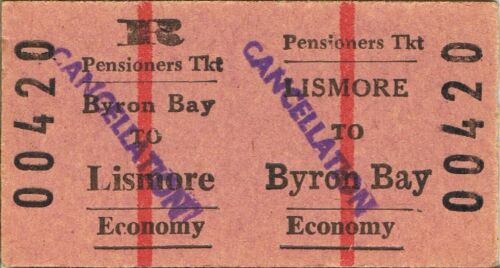 00420
R
Pensioners Tkt
Byron Bay
TO
Lismore
Economy
CANCELLATION
Pensioners Tkt
LISMORE
TO
Byron Bay
Economy
CANCELLATION
00420